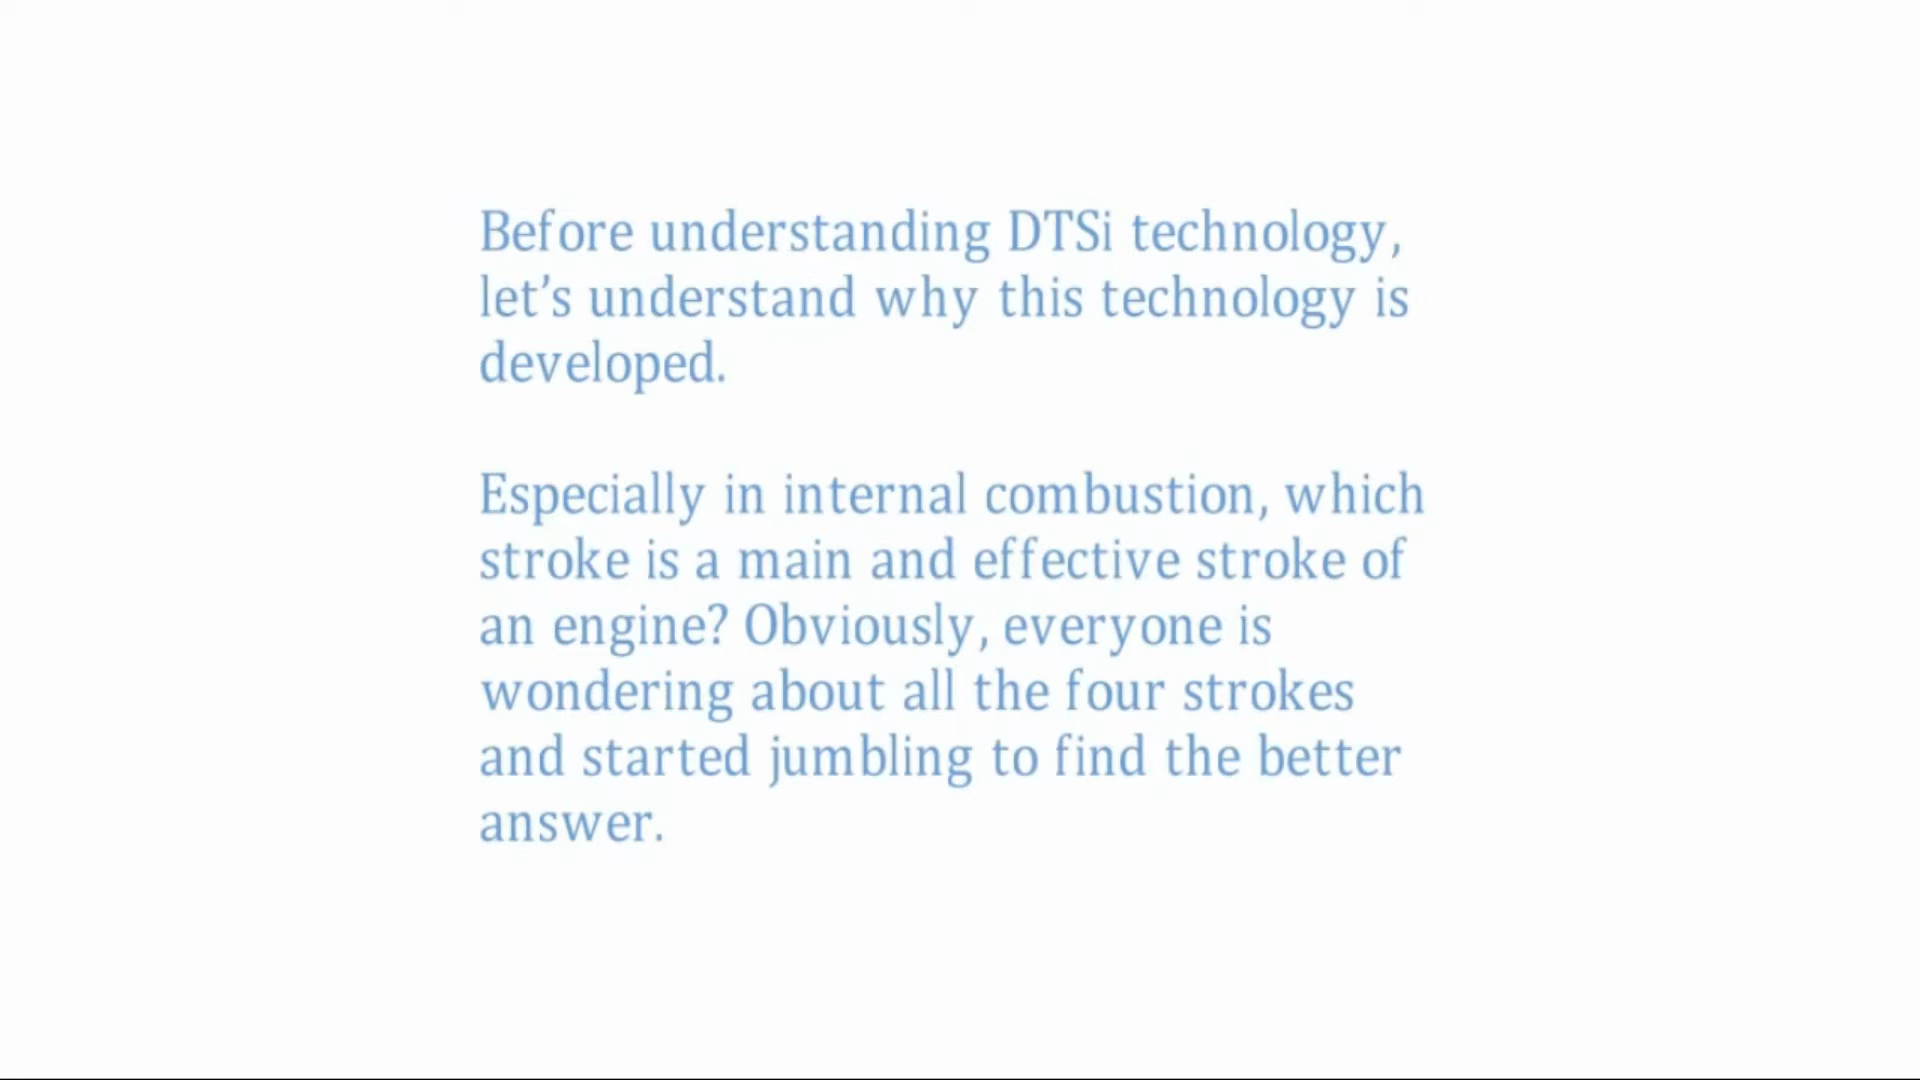 Before understanding DTSi technology,
let’s understand why this technology is
developed.
Especially in internal combustion, which
stroke is a main and effective stroke of
an engine? Obviously, everyone is
wondering about all the four strokes
and started jumbling to find the better
answer.